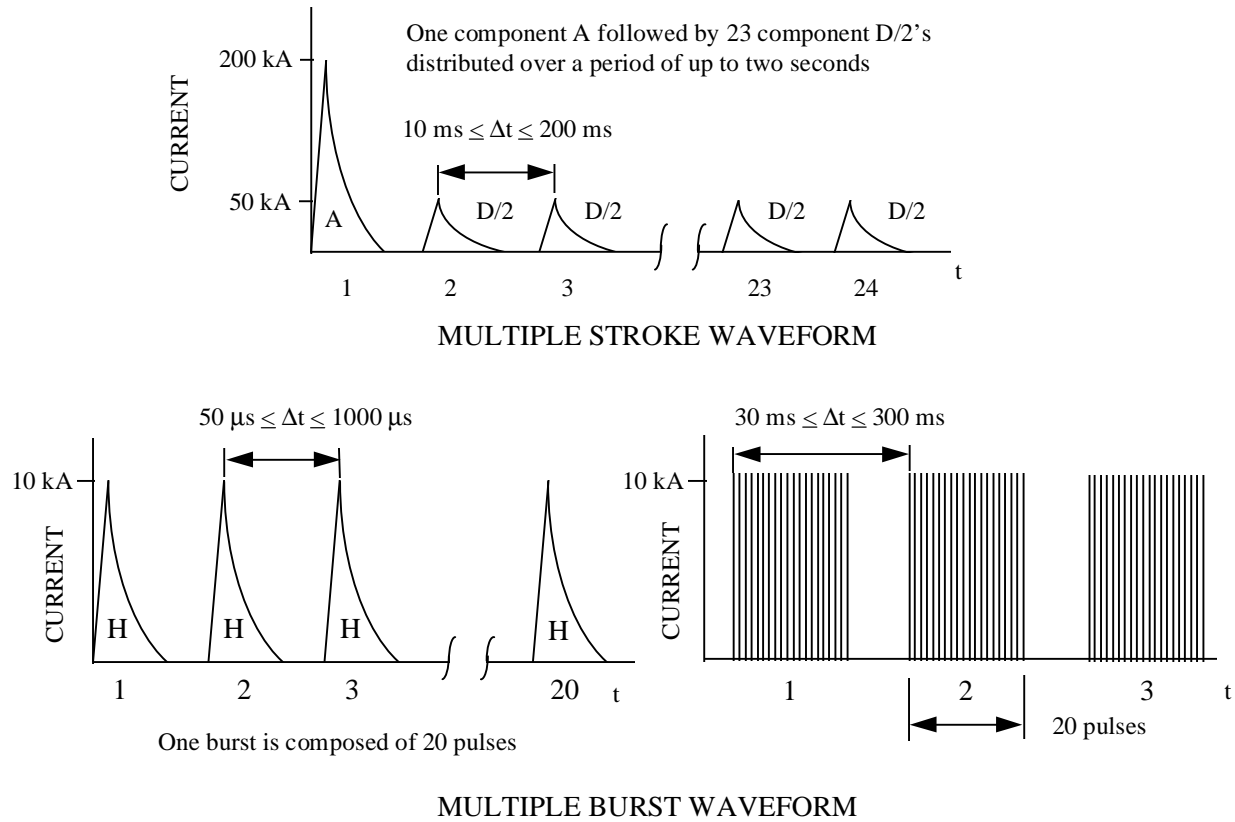 One component A followed by 23 component D/2's
distributed over a period of up to two seconds
200 kA
CURRENT
10 ms ≤ Δt ≤ 200 ms
50 kA
A
D/2
D/2
D/2
D/2
t
1
2
3
23
24
MULTIPLE STROKE WAVEFORM
50 μs ≤ Δt ≤ 1000 μs
10 kA
CURRENT
H
H
H
H
1
2
3
20
t
One burst is composed of 20 pulses
30 ms ≤ Δt ≤ 300 ms
10 kA
CURRENT
1
2
3
t
20 pulses
MULTIPLE BURST WAVEFORM